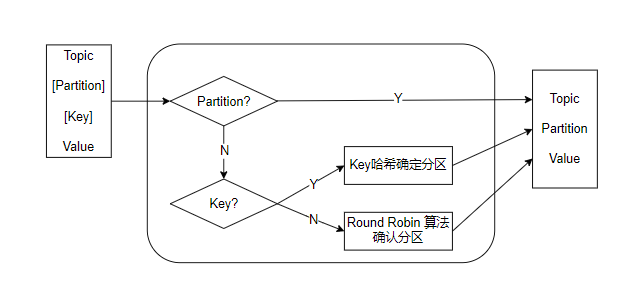 Topic
[Partition]
[Key]
Value
Partition?
Y
N
Key?
Y
Key哈希确定分区
N
Round Robin 算法
确认分区
Topic
Partition
Value